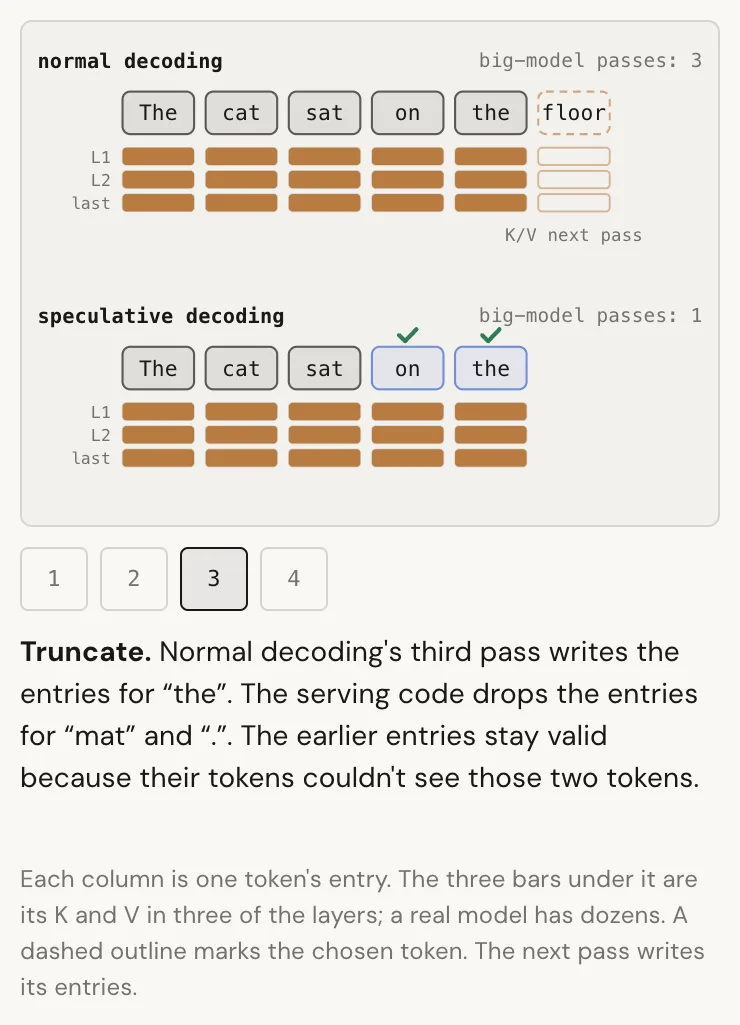 normal decoding big-model passes: 3
The cat sat on the floor
L1
L2
last
K/V next pass
speculative decoding big-model passes: 1
The cat sat on the
L1
L2
last
1 2 3 4
Truncate. Normal decoding's third pass writes the
entries for “the”. The serving code drops the entries
for “mat” and “.”. The earlier entries stay valid
because their tokens couldn't see those two tokens.
Each column is one token's entry. The three bars under it are
its K and V in three of the layers; a real model has dozens. A
dashed outline marks the chosen token. The next pass writes
its entries.